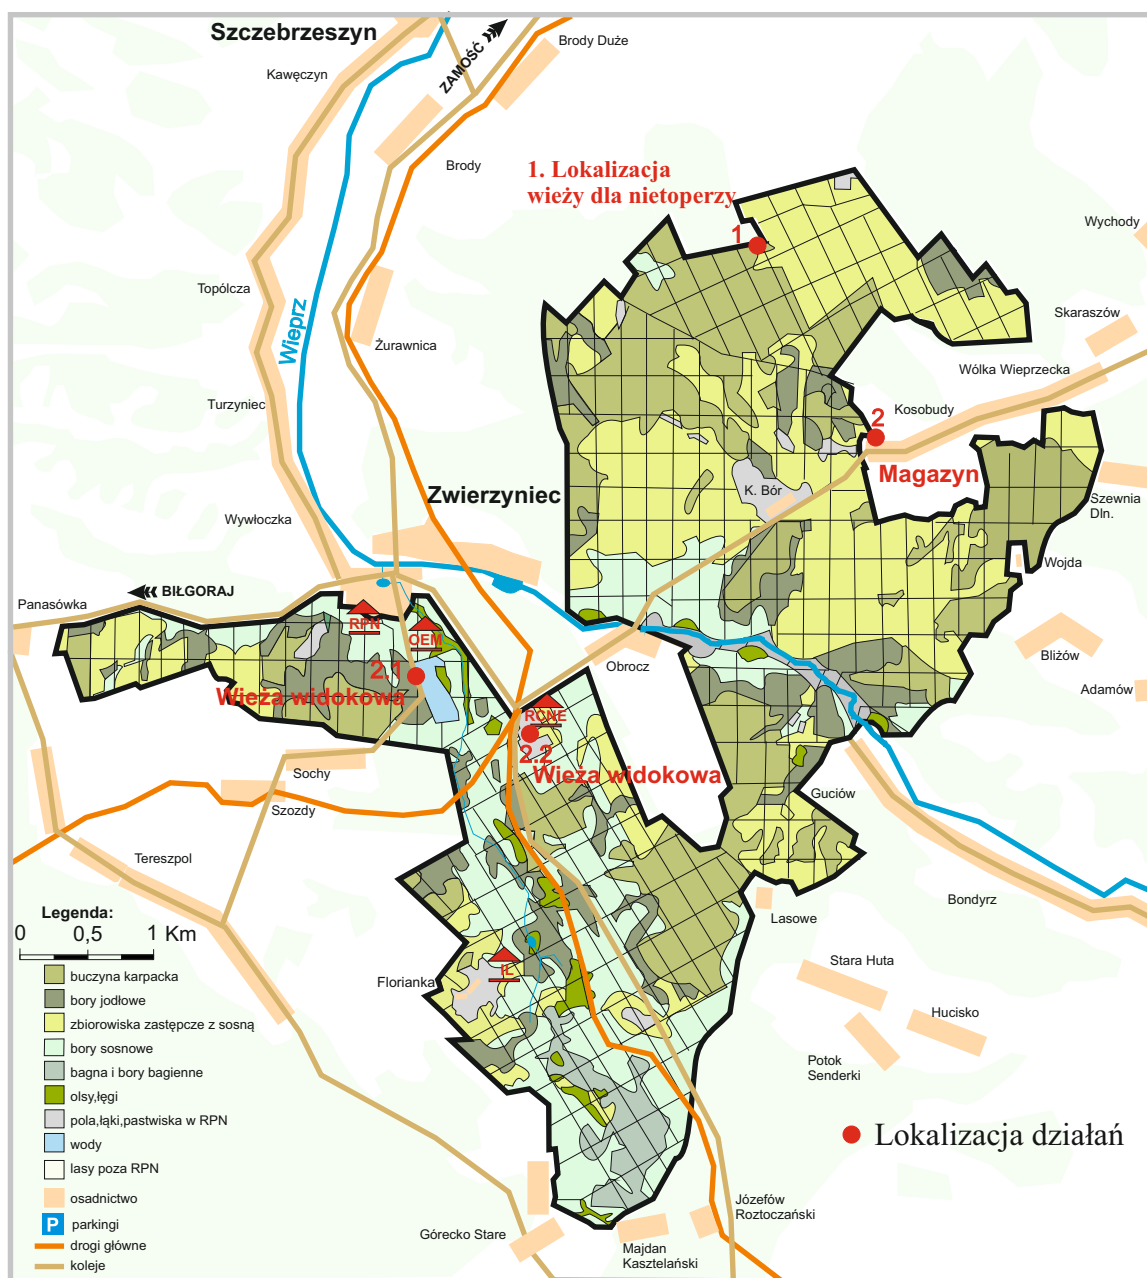 Szczebrzeszyn
Kawęczyn
ZAMOŚĆ
Brody Duże
Brody
1. Lokalizacja
wieży dla nietoperzy
Wychody
1
Topólcza
Wieprz
Skaraszów
Żurawnica
Wólka Wieprzecka
Turzyniec
Kosobudy
2
Magazyn
Zwierzyniec
K. Bór
Szewnia
Dln.
Wywłoczka
Wojda
BIŁGORAJ
Panasówka
RPN
OEM
Obrocz
Bliżów
2.1
Wieża widokowa
Adamów
RCNE
2.2
Wieża widokowa
Sochy
Szozdy
Guciów
Tereszpol
Bondyrz
Lasowe
Legenda:
0 0,5 1 Km
Stara Huta
Florianka
IL
Hucisko
Potok
Senderki
buczyna karpacka
bory jodłowe
zbiorowiska zastępcze z sosną
bory sosnowe
bagna i bory bagienne
olsy,łęgi
pola,łąki,pastwiska w RPN
wody
lasy poza RPN
osadnictwo
P parkingi
drogi główne
koleje
Lokalizacja działań
Józefów
Roztoczański
Górecko Stare
Majdan
Kasztelański